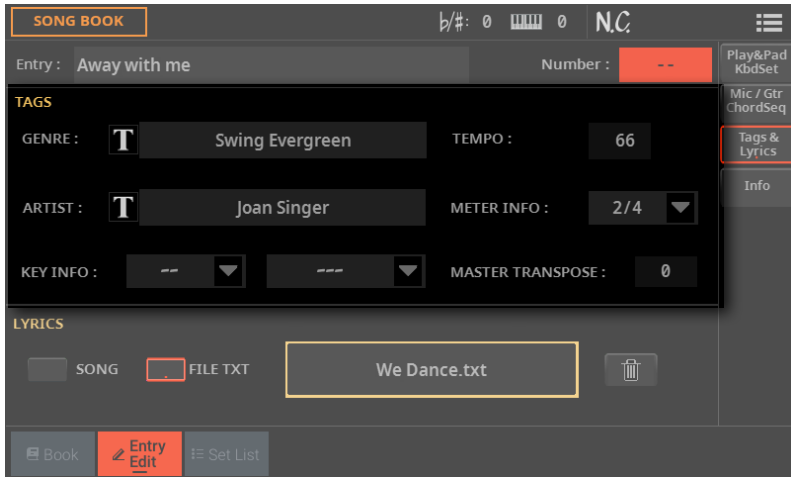 SONG BOOK
♭/#: 0 0 N.C.
Entry : Away with me Number : --
Play&Pad
KbdSet
TAGS
Mic / Gtr
ChordSeq
GENRE : T Swing Evergreen TEMPO : 66
Tags &
Lyrics
Info
ARTIST : T Joan Singer METER INFO : 2/4
KEY INFO : -- --- MASTER TRANSPOSE : 0
LYRICS
SONG FILE TXT We Dance.txt
Book Entry
Edit Set List